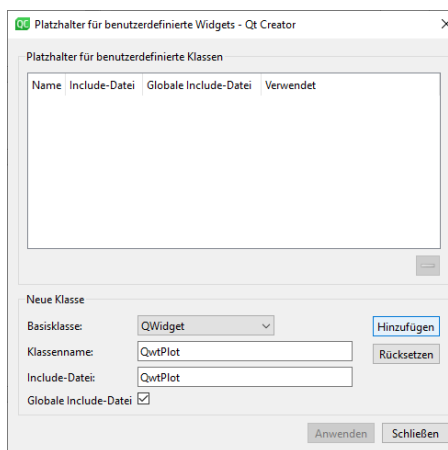 QC Platzhalter für benutzerdefinierte Widgets - Qt Creator
Platzhalter für benutzerdefinierte Klassen
Name Include-Datei Globale Include-Datei Verwendet
Neue Klasse
Basisklasse: QWidget Hinzufügen
Klassenname: QwtPlot Rücksetzen
Include-Datei: QwtPlot
Globale Include-Datei
Anwenden Schließen